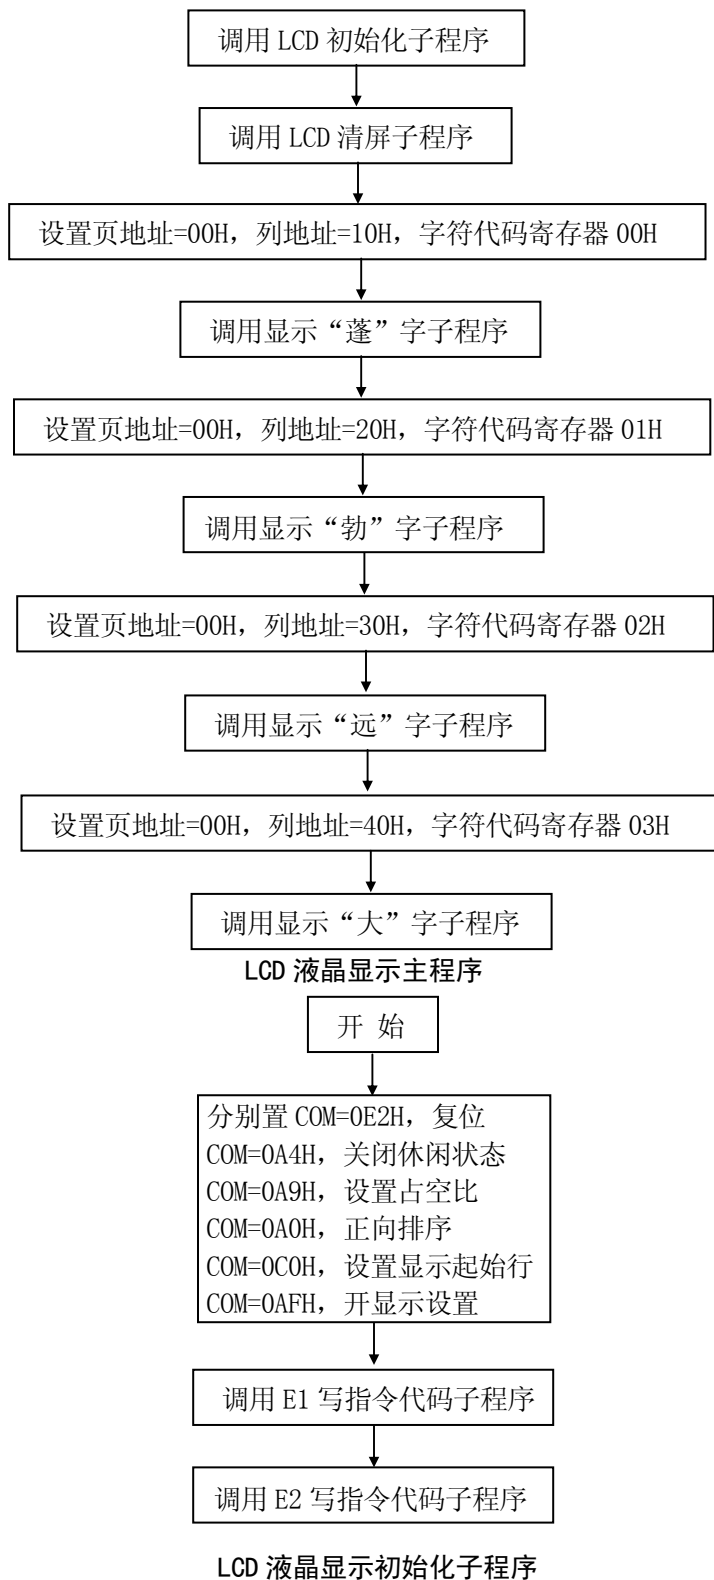 调用 LCD 初始化子程序
调用 LCD 清屏子程序
设置页地址=00H，列地址=10H，字符代码寄存器 00H
调用显示“蓬”字子程序
设置页地址=00H，列地址=20H，字符代码寄存器 01H
调用显示“勃”字子程序
设置页地址=00H，列地址=30H，字符代码寄存器 02H
调用显示“远”字子程序
设置页地址=00H，列地址=40H，字符代码寄存器 03H
调用显示“大”字子程序
LCD 液晶显示主程序
开 始
分别置 COM=0E2H，复位
COM=0A4H，关闭休闲状态
COM=0A9H，设置占空比
COM=0A0H，正向排序
COM=0C0H，设置显示起始行
COM=0AFH，开显示设置
调用 E1 写指令代码子程序
调用 E2 写指令代码子程序
LCD 液晶显示初始化子程序